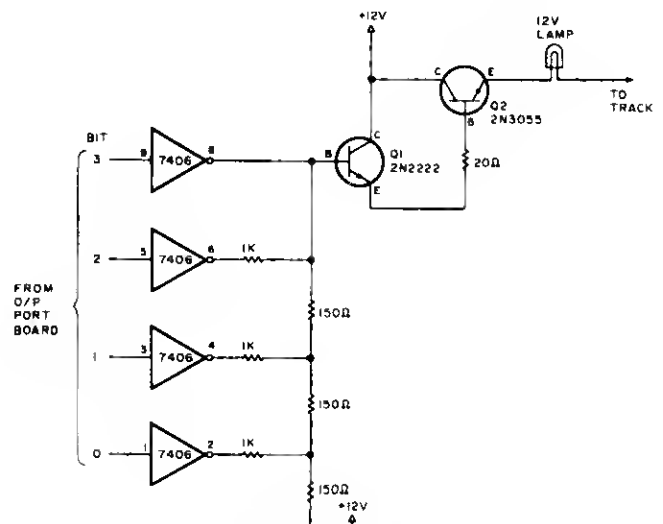 +12V
12V
LAMP
C
E
Q2
2N3055
B
TO
TRACK
BIT
3
9
7406
8
B
C
Q1
2N2222
E
20Ω
2
5
7406
6
1K
FROM
O/P
PORT
BOARD
150Ω
1
3
7406
4
1K
150Ω
0
1
7406
2
1K
150Ω
+12V